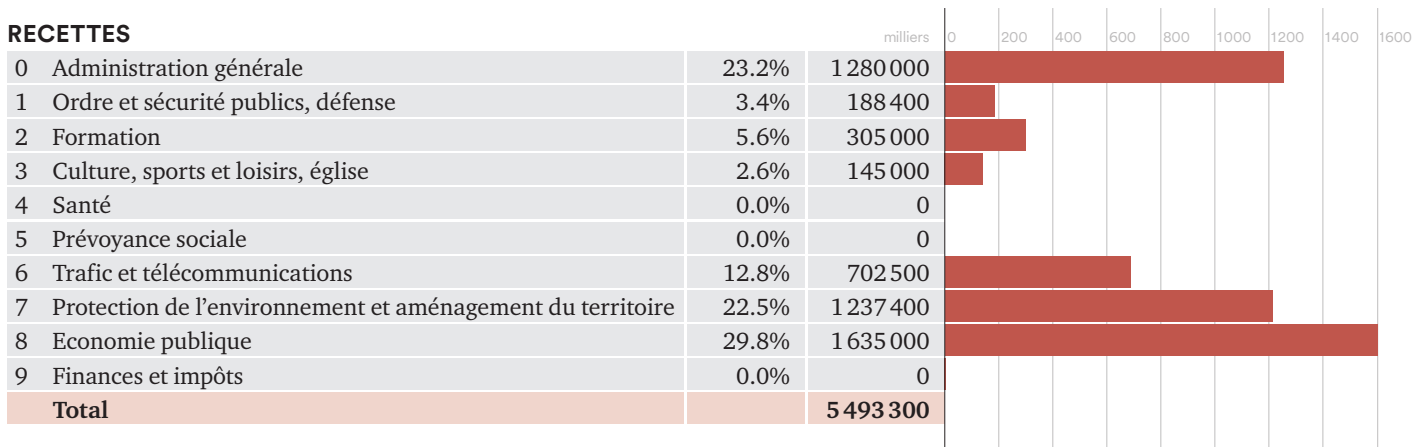 RECETTES milliers 0 200 400 600 800 1000 1200 1400 1600
0 Administration générale 23.2% 1 280 000
1 Ordre et sécurité publics, défense 3.4% 188 400
2 Formation 5.6% 305 000
3 Culture, sports et loisirs, église 2.6% 145 000
4 Santé 0.0% 0
5 Prévoyance sociale 0.0% 0
6 Trafic et télécommunications 12.8% 702 500
7 Protection de l’environnement et aménagement du territoire 22.5% 1 237 400
8 Economie publique 29.8% 1 635 000
9 Finances et impôts 0.0% 0
Total 5 493 300